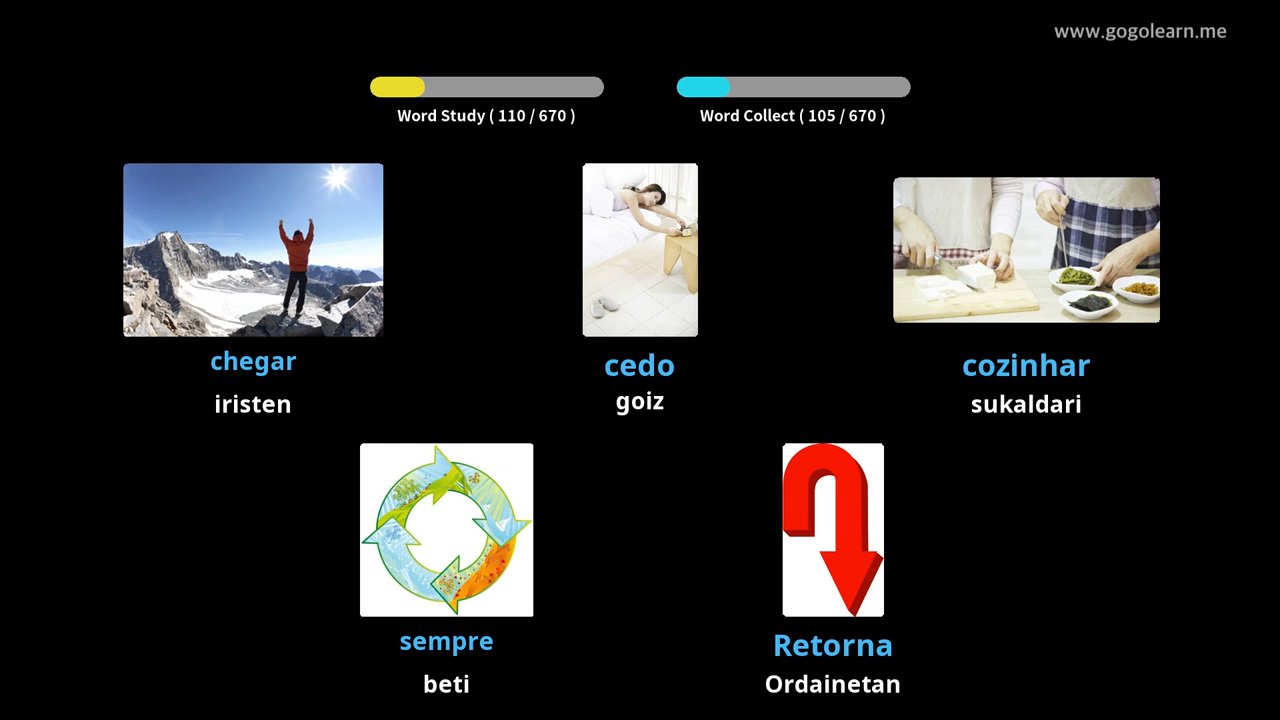 www.gogolearn.me
Word Study ( 110 / 670 )
Word Collect ( 105 / 670 )
chegar
iristen
cedo
goiz
cozinhar
sukaldari
sempre
beti
Retorna
Ordainetan